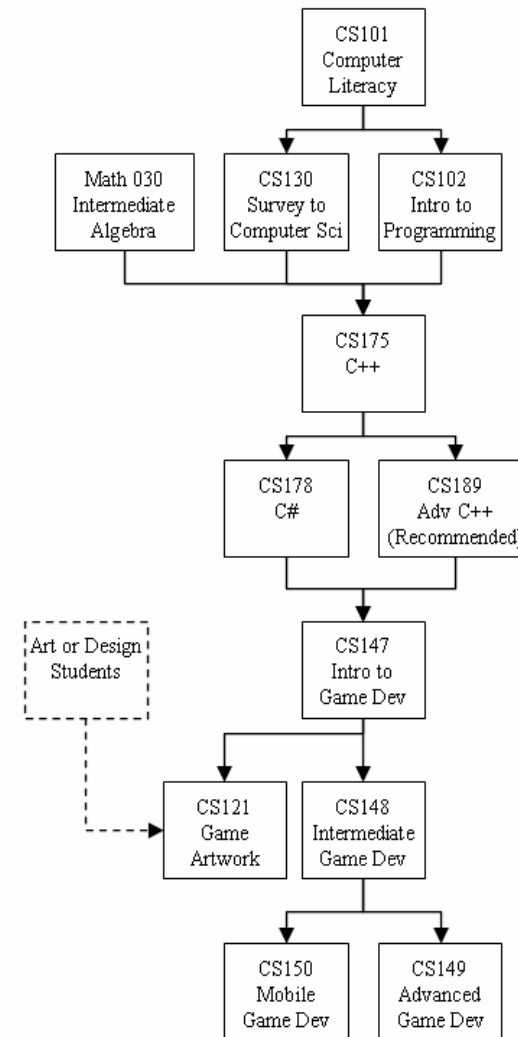 CS101
Computer
Literacy
Math 030
Intermediate
Algebra
CS130
Survey to
Computer Sci
CS102
Intro to
Programming
CS175
C++
CS178
C#
CS189
Adv C++
(Recommended)
Art or Design
Students
CS147
Intro to
Game Dev
CS121
Game
Artwork
CS148
Intermediate
Game Dev
CS150
Mobile
Game Dev
CS149
Advanced
Game Dev